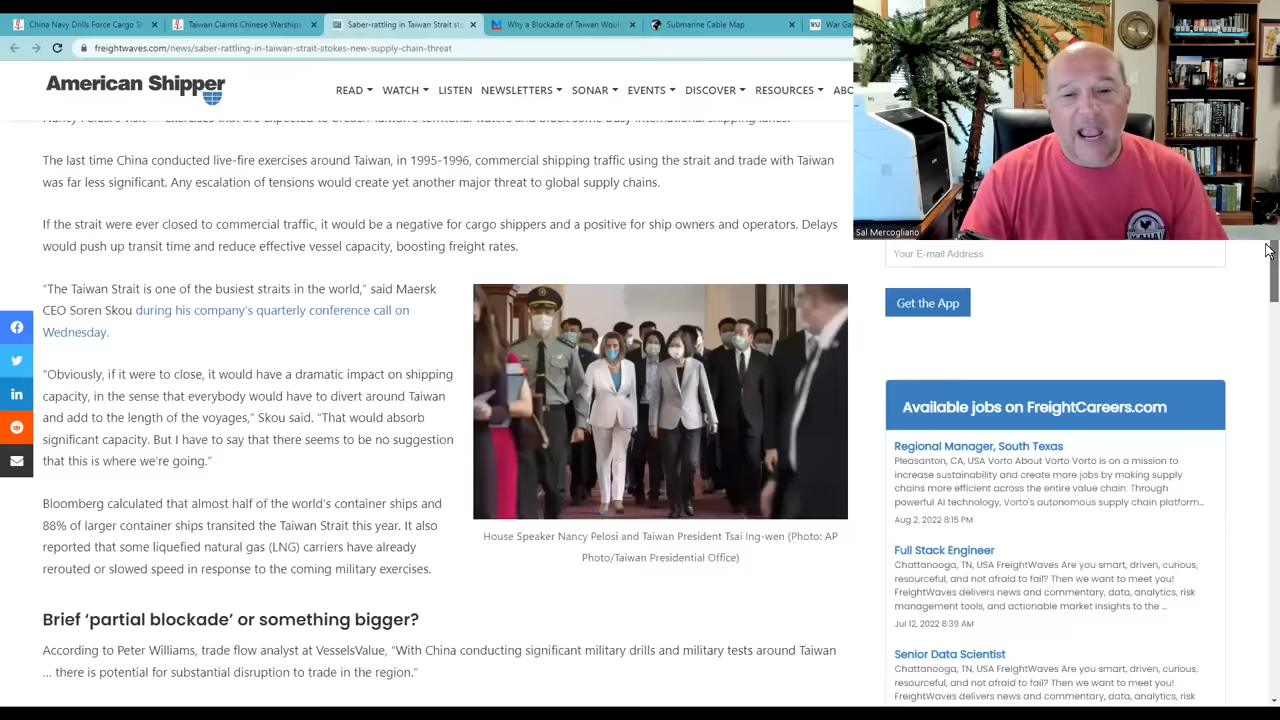 China Navy Drills Force Cargo S
Taiwan Claims Chinese Warships
Saber-rattling in Taiwan Strait st
Why a Blockade of Taiwan Would
Submarine Cable Map
WSJ War Ga
freightwaves.com/news/saber-rattling-in-taiwan-strait-stokes-new-supply-chain-threat
American Shipper
READ
WATCH
LISTEN
NEWSLETTERS
SONAR
EVENTS
DISCOVER
RESOURCES
ABO
Sal Mercogliano
Nancy Pelosi's visit — exercises that are expected to breach Taiwan's territorial waters and block some busy international shipping lanes.
The last time China conducted live-fire exercises around Taiwan, in 1995-1996, commercial shipping traffic using the strait and trade with Taiwan
was far less significant. Any escalation of tensions would create yet another major threat to global supply chains.
If the strait were ever closed to commercial traffic, it would be a negative for cargo shippers and a positive for ship owners and operators. Delays
would push up transit time and reduce effective vessel capacity, boosting freight rates.
“The Taiwan Strait is one of the busiest straits in the world,” said Maersk
CEO Soren Skou during his company’s quarterly conference call on
Wednesday.
“Obviously, if it were to close, it would have a dramatic impact on shipping
capacity, in the sense that everybody would have to divert around Taiwan
and add to the length of the voyages,” Skou said. “That would absorb
significant capacity. But I have to say that there seems to be no suggestion
that this is where we’re going.”
Bloomberg calculated that almost half of the world’s container ships and
88% of larger container ships transited the Taiwan Strait this year. It also
reported that some liquefied natural gas (LNG) carriers have already
rerouted or slowed speed in response to the coming military exercises.
House Speaker Nancy Pelosi and Taiwan President Tsai Ing-wen (Photo: AP
Photo/Taiwan Presidential Office)
Brief ‘partial blockade’ or something bigger?
According to Peter Williams, trade flow analyst at VesselsValue, “With China conducting significant military drills and military tests around Taiwan
… there is potential for substantial disruption to trade in the region.”
Your E-mail Address
Get the App
Available jobs on FreightCareers.com
Regional Manager, South Texas
Pleasanton, CA, USA Vorto About Vorto Vorto is on a mission to
increase sustainability and create more jobs by making supply
chains more efficient across the entire value chain. Through
powerful AI technology, Vorto's autonomous supply chain platform...
Aug 2, 2022 8:15 PM
Full Stack Engineer
Chattanooga, TN, USA FreightWaves Are you smart, driven, curious,
resourceful, and not afraid to fail? Then we want to meet you!
FreightWaves delivers news and commentary, data, analytics, risk
management tools, and actionable market insights to the ...
Jul 12, 2022 8:39 AM
Senior Data Scientist
Chattanooga, TN, USA FreightWaves Are you smart, driven, curious,
resourceful, and not afraid to fail? Then we want to meet you!
FreightWaves delivers news and commentary, data, analytics, risk